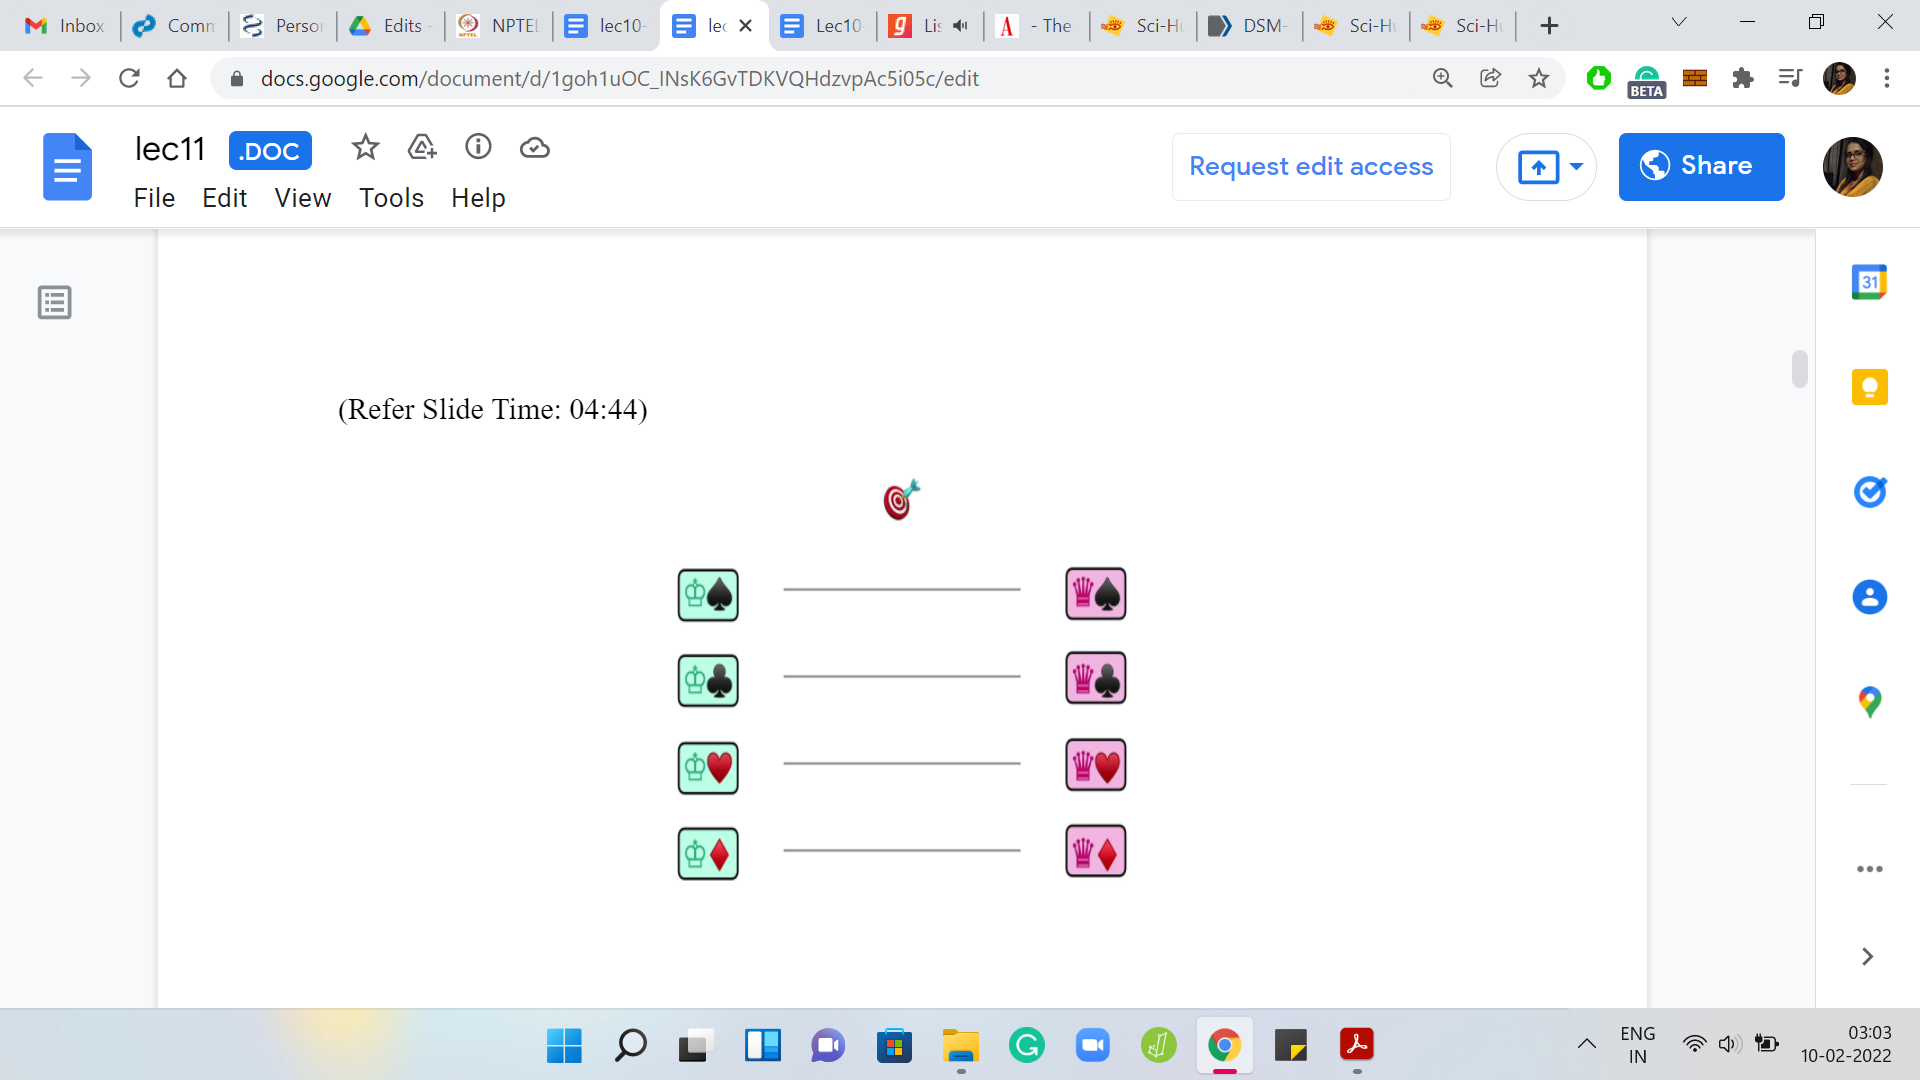 Inbox
Comm
Person
Edits -
NPTEL
lec10-
lec
Lec10
Lis
- The
Sci-Hu
DSM-
Sci-Hu
Sci-Hu
docs.google.com/document/d/1goh1uOC_INsK6GvTDKVQHdzvpAc5i05c/edit
BETA
lec11 .DOC
Request edit access
Share
File Edit View Tools Help
31
(Refer Slide Time: 04:44)
ENG
IN
03:03
10-02-2022